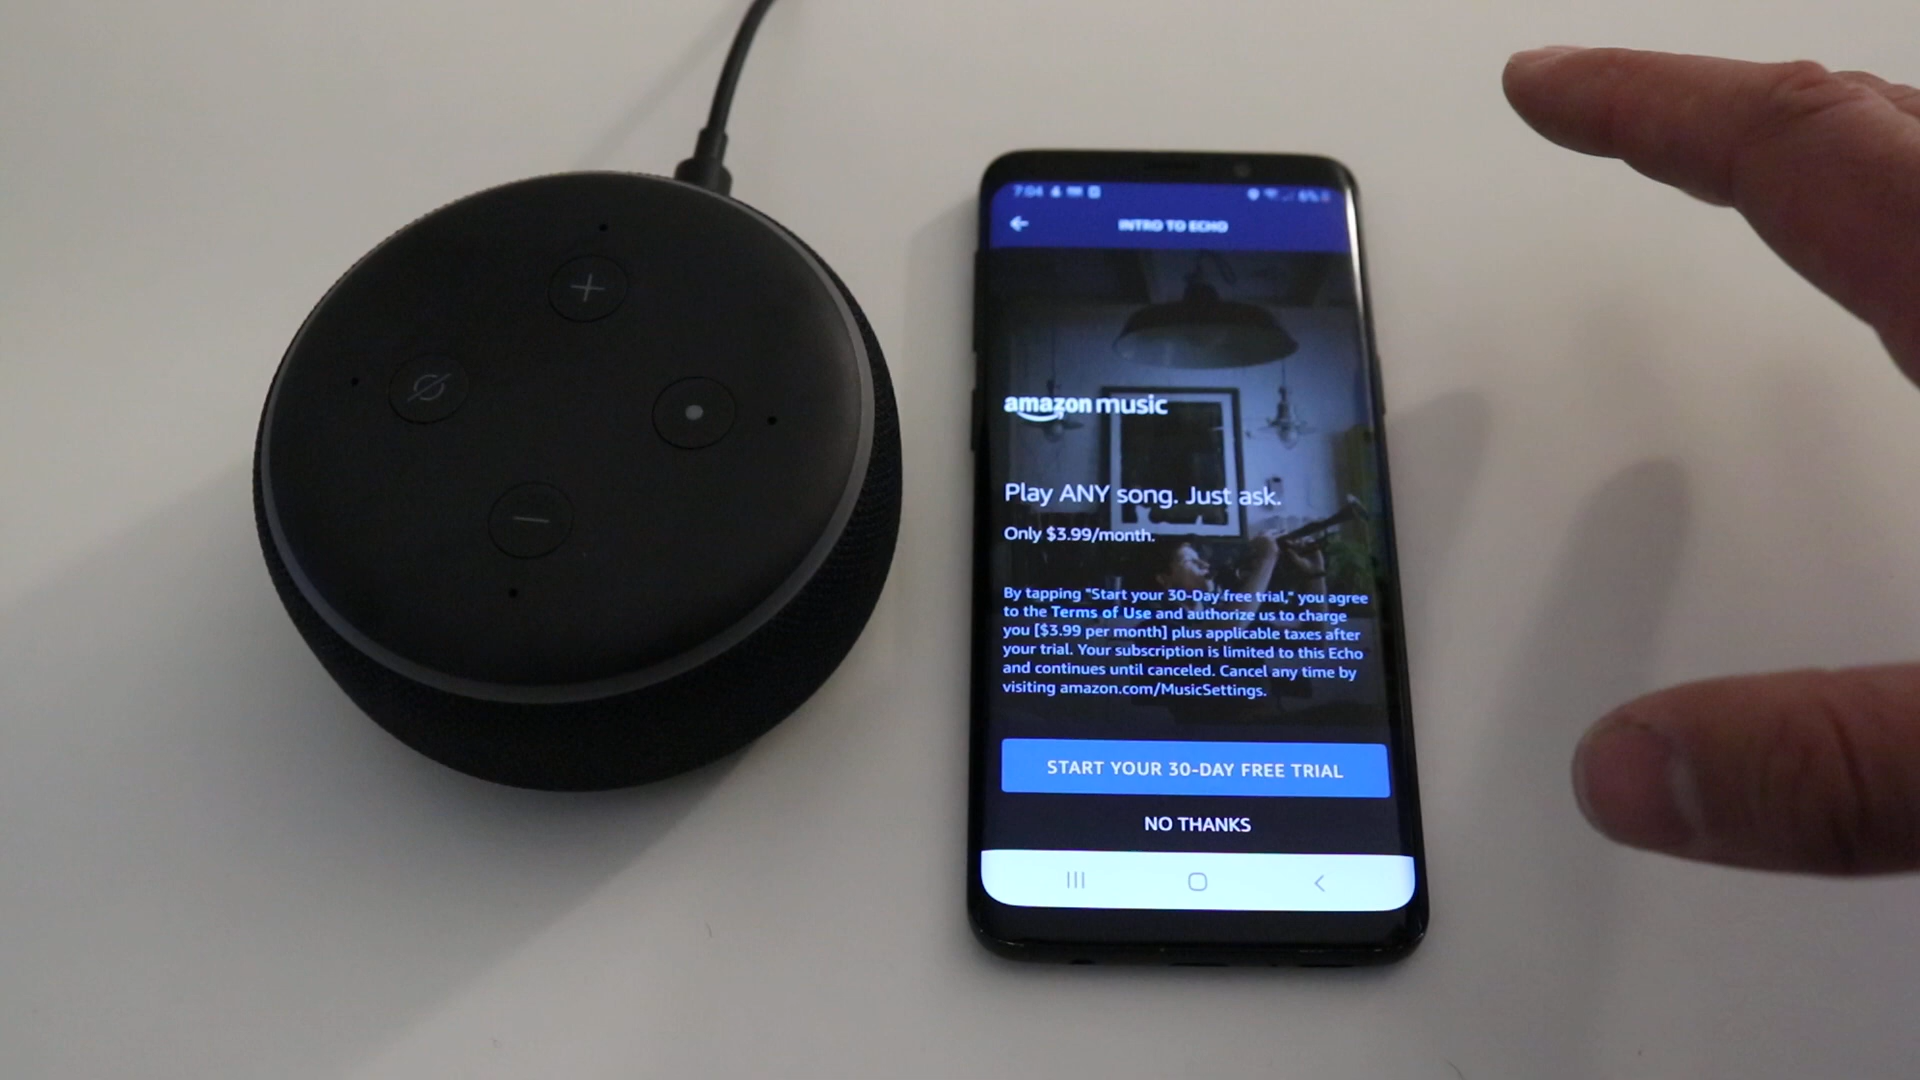 7:04
6%
INTRO TO ECHO
amazon music
Play ANY song. Just ask.
Only $3.99/month.
By tapping "Start your 30-Day free trial," you agree
to the Terms of Use and authorize us to charge
you [$3.99 per month] plus applicable taxes after
your trial. Your subscription is limited to this Echo
and continues until canceled. Cancel any time by
visiting amazon.com/MusicSettings.
START YOUR 30-DAY FREE TRIAL
NO THANKS